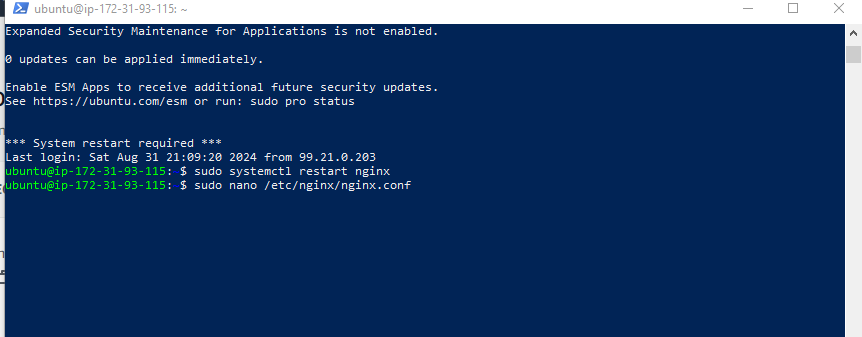 ubuntu@ip-172-31-93-115: ~
Expanded Security Maintenance for Applications is not enabled.
0 updates can be applied immediately.
Enable ESM Apps to receive additional future security updates.
See https://ubuntu.com/esm or run: sudo pro status
*** System restart required ***
Last login: Sat Aug 31 21:09:20 2024 from 99.21.0.203
ubuntu@ip-172-31-93-115: $ sudo systemctl restart nginx
ubuntu@ip-172-31-93-115: $ sudo nano /etc/nginx/nginx.conf